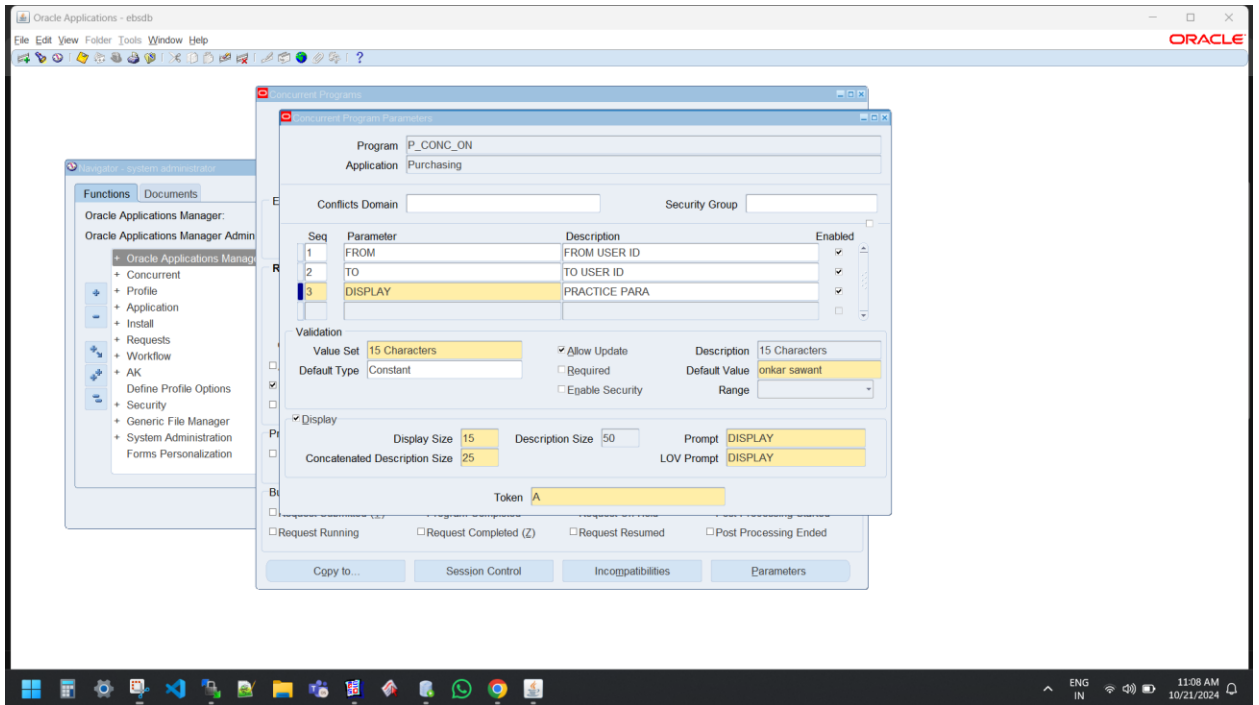 Oracle Applications - ebsdb
File Edit View Folder Tools Window Help
ORACLE
Concurrent Programs
Concurrent Program Parameters
Program P_CONC_ON
Application Purchasing
Conflicts Domain Security Group
Seq Parameter Description Enabled
1 FROM FROM USER ID
2 TO TO USER ID
3 DISPLAY PRACTICE PARA
Validation
Value Set 15 Characters Allow Update Description 15 Characters
Default Type Constant Required Default Value onkar sawant
Enable Security Range
Display
Display Size 15 Description Size 50 Prompt DISPLAY
Concatenated Description Size 25 LOV Prompt DISPLAY
Token A
Navigator - system administrator
Functions Documents
Oracle Applications Manager:
Oracle Applications Manager Admin
+ Oracle Applications Manage
+ Concurrent
+ Profile
+ Application
+ Install
+ Requests
+ Workflow
+ AK
Define Profile Options
+ Security
+ Generic File Manager
+ System Administration
Forms Personalization
Request Running Request Completed (Z) Request Resumed Post Processing Ended
Copy to... Session Control Incompatibilities Parameters
ENG
IN
11:08 AM
10/21/2024